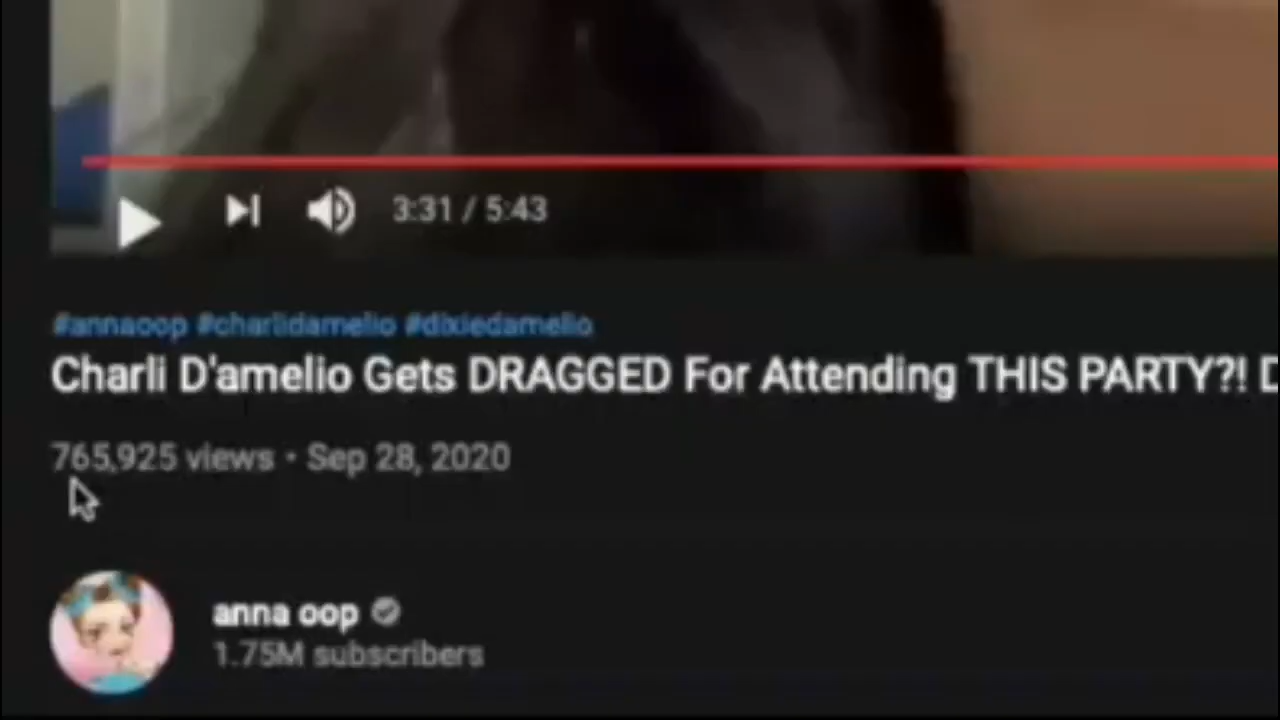 3:31 / 5:43
#annaoop #charlidamelio #dixiedamelio
Charli D'amelio Gets DRAGGED For Attending THIS PARTY?! D
765,925 views • Sep 28, 2020
anna oop
1.75M subscribers